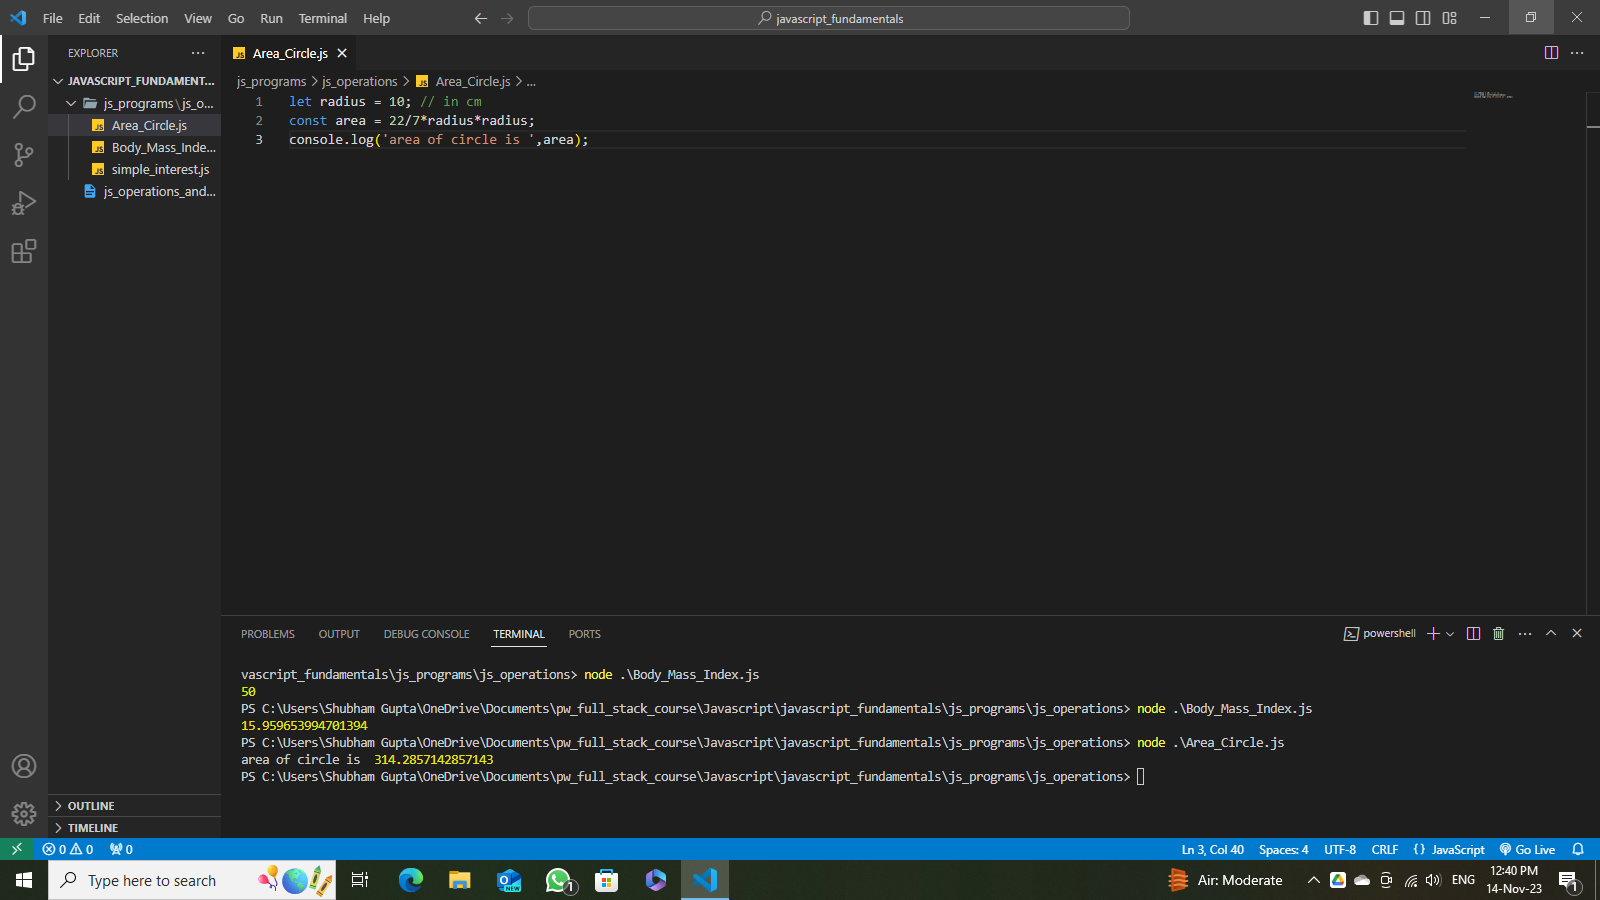 File Edit Selection View Go Run Terminal Help
javascript_fundamentals
EXPLORER
JAVASCRIPT_FUNDAMENT...
js_programs\js_o...
Area_Circle.js
Body_Mass_Inde...
simple_interest.js
js_operations_and...
OUTLINE
TIMELINE
Area_Circle.js
js_programs > js_operations > Area_Circle.js > ...
1 let radius = 10; // in cm
2 const area = 22/7*radius*radius;
3 console.log('area of circle is ',area);
PROBLEMS OUTPUT DEBUG CONSOLE TERMINAL PORTS
powershell
vascript_fundamentals\js_programs\js_operations> node .\Body_Mass_Index.js
50
PS C:\Users\Shubham Gupta\OneDrive\Documents\pw_full_stack_course\Javascript\javascript_fundamentals\js_programs\js_operations> node .\Body_Mass_Index.js
15.959653994701394
PS C:\Users\Shubham Gupta\OneDrive\Documents\pw_full_stack_course\Javascript\javascript_fundamentals\js_programs\js_operations> node .\Area_Circle.js
area of circle is  314.2857142857143
PS C:\Users\Shubham Gupta\OneDrive\Documents\pw_full_stack_course\Javascript\javascript_fundamentals\js_programs\js_operations>
0 0 0 Ln 3, Col 40 Spaces: 4 UTF-8 CRLF {} JavaScript Go Live
Type here to search
Air: Moderate
ENG
12:40 PM
14-Nov-23